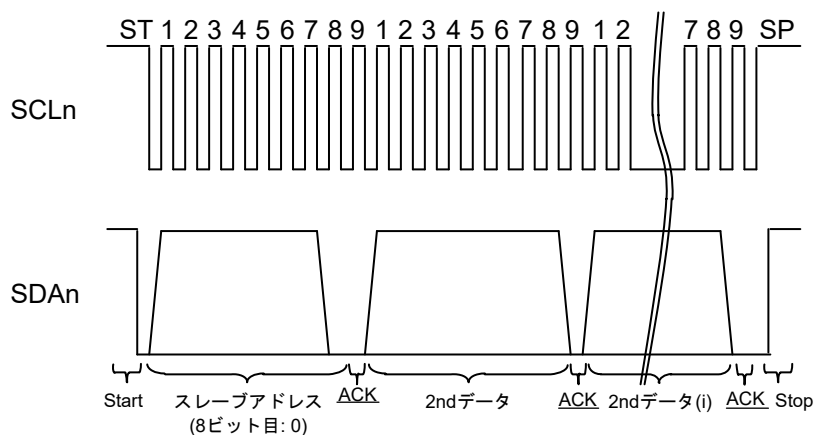 ST 1 2 3 4 5 6 7 8 9 1 2 3 4 5 6 7 8 9 1 2 7 8 9 SP
SCLn
SDAn
Start スレーブアドレス ACK 2ndデータ ACK 2ndデータ(i) ACK Stop
(8ビット目: 0)